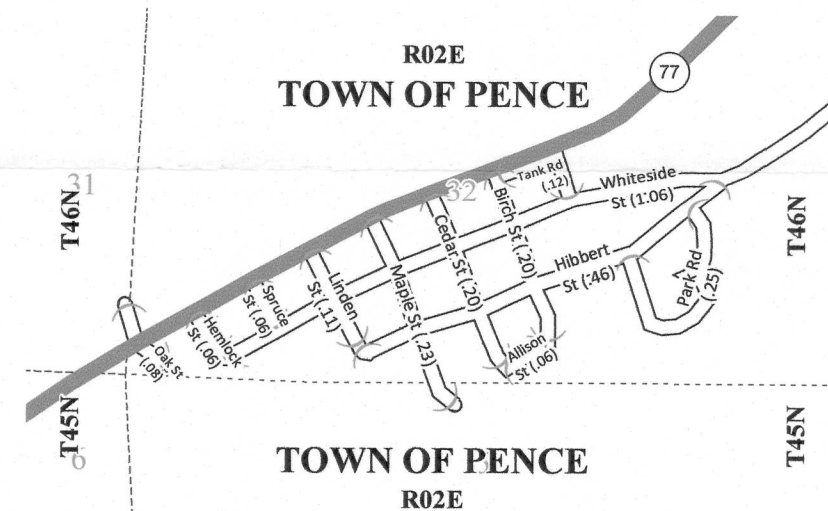 R02E
TOWN OF PENCE
77
31
32
T46N
T46N
Tank Rd
(.12)
Whiteside
St (1.06)
Birch St (.20)
Cedar St (.20)
Hibbert
St (.46)
Park Rd
(.25)
Maple St (.23)
Linden
St (.11)
Spruce
St (.06)
Hemlock
St (.06)
Oak St
(.08)
Allison
St (.06)
T45N
T45N
6
TOWN OF PENCE
R02E